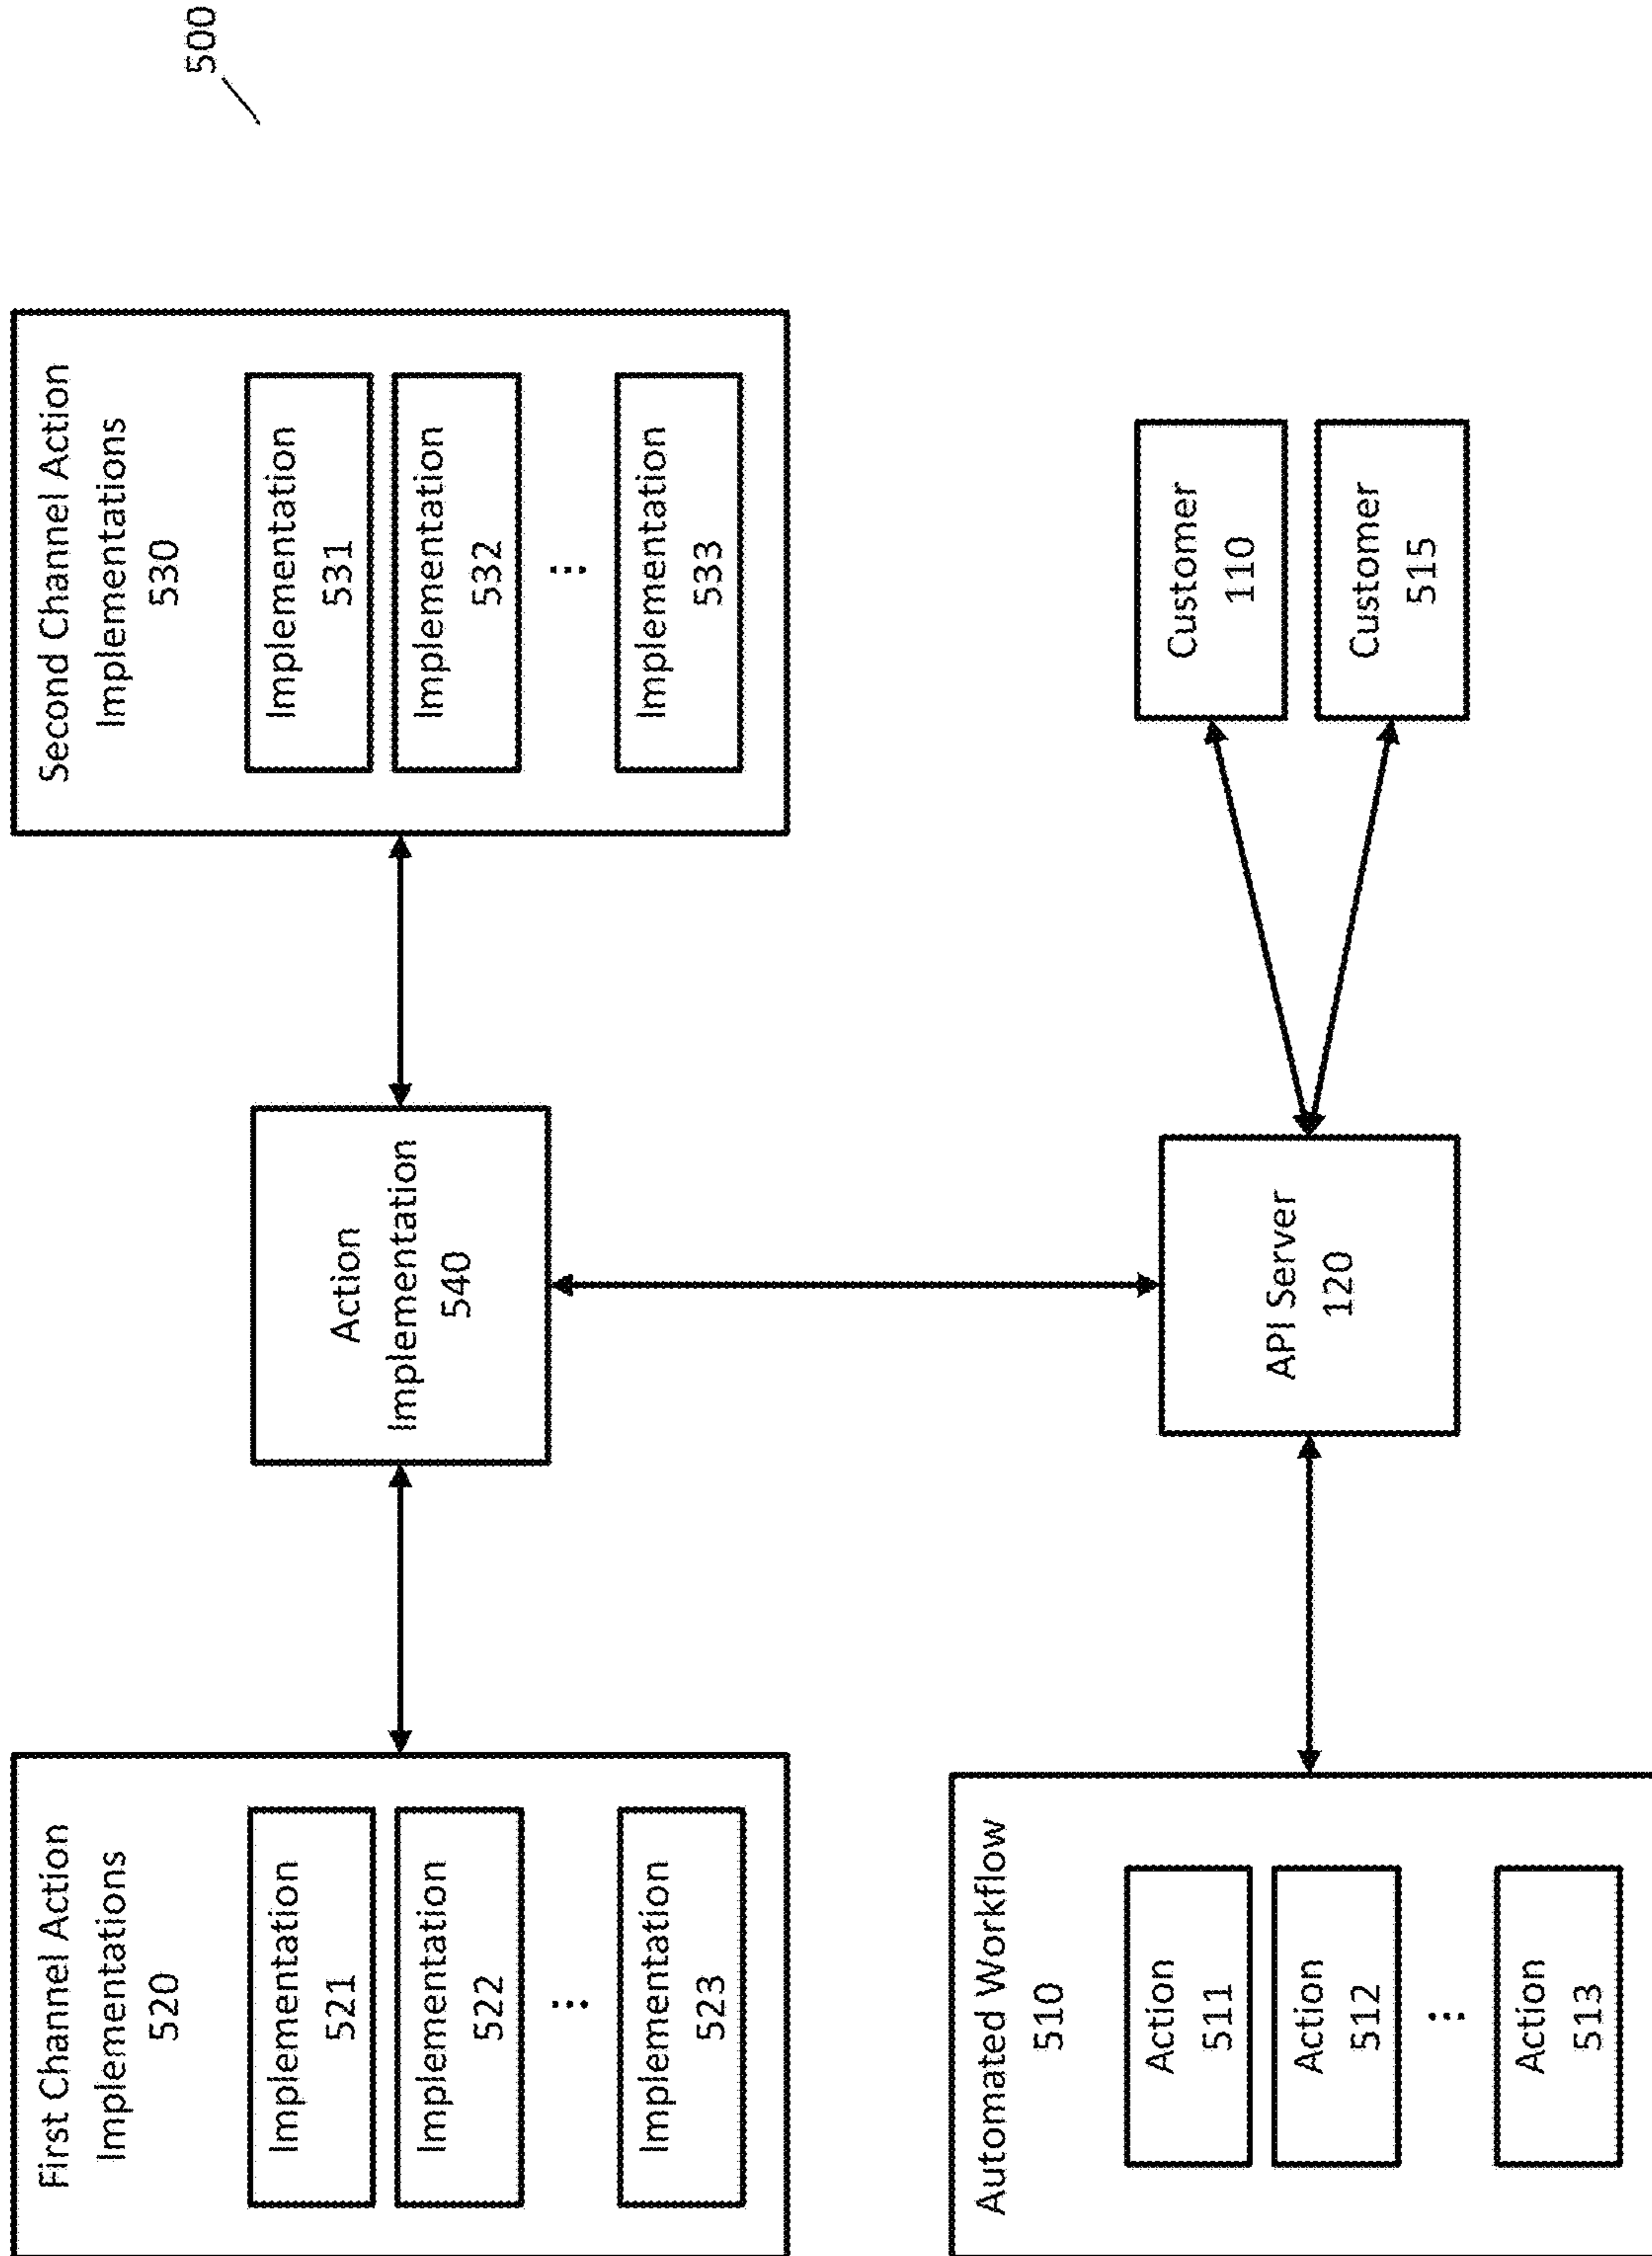 500
First Channel Action
Implementations
520
Implementation
521
Implementation
522
⋮
Implementation
523
Action
Implementation
540
Second Channel Action
Implementations
530
Implementation
531
Implementation
532
⋮
Implementation
533
Automated Workflow
510
Action
511
Action
512
⋮
Action
513
API Server
120
Customer
110
Customer
515